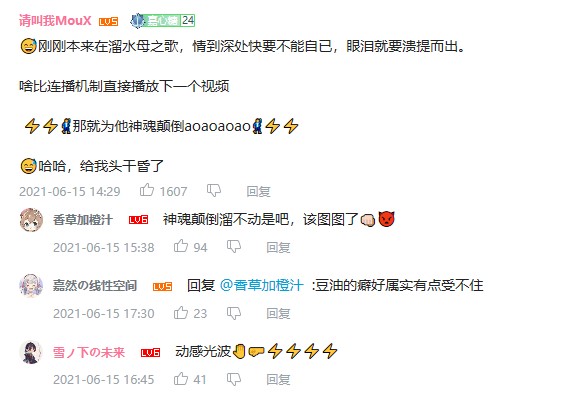 请叫我MouX LV5 嘉心糖 24
😅刚刚本来在溜水母之歌，情到深处快要不能自已，眼泪就要溃提而出。
啥比连播机制直接播放下一个视频
⚡⚡🕺那就为他神魂颠倒aoaoaoao🕺⚡⚡
😅哈哈，给我头干昏了
2021-06-15 14:29 1607 回复
香草加橙汁 LV6 神魂颠倒溜不动是吧，该图图了👊🏻👿
2021-06-15 15:38 94 回复
嘉然の线性空间 LV5 回复 @香草加橙汁 :豆油的癖好属实有点受不住
2021-06-15 17:30 23 回复
雪ノ下の未来 LV6 动感光波🤚🤛⚡⚡⚡⚡
2021-06-15 16:45 41 回复